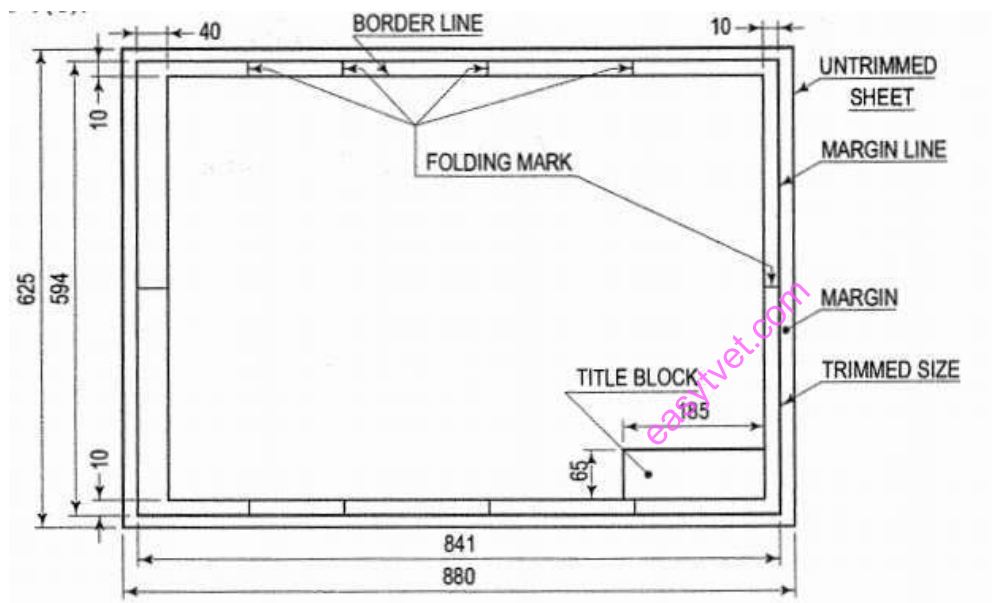 40
BORDER LINE
10
UNTRIMMED
SHEET
10
MARGIN LINE
FOLDING MARK
625
594
MARGIN
TITLE BLOCK
TRIMMED SIZE
185
easytvet.com
10
65
841
880